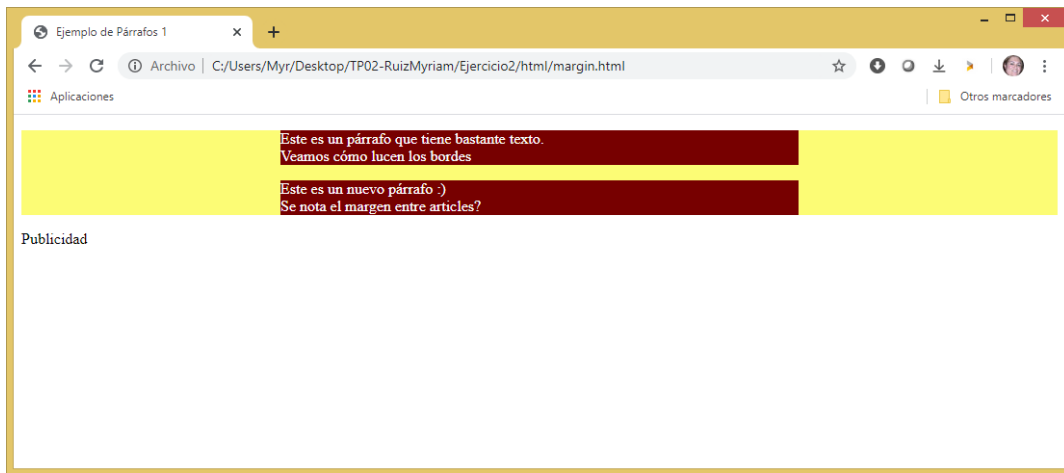 Ejemplo de Párrafos 1
Archivo | C:/Users/Myr/Desktop/TP02-RuizMyriam/Ejercicio2/html/margin.html
Aplicaciones
Otros marcadores
Este es un párrafo que tiene bastante texto.
Veamos cómo lucen los bordes
Este es un nuevo párrafo :)
Se nota el margen entre articles?
Publicidad